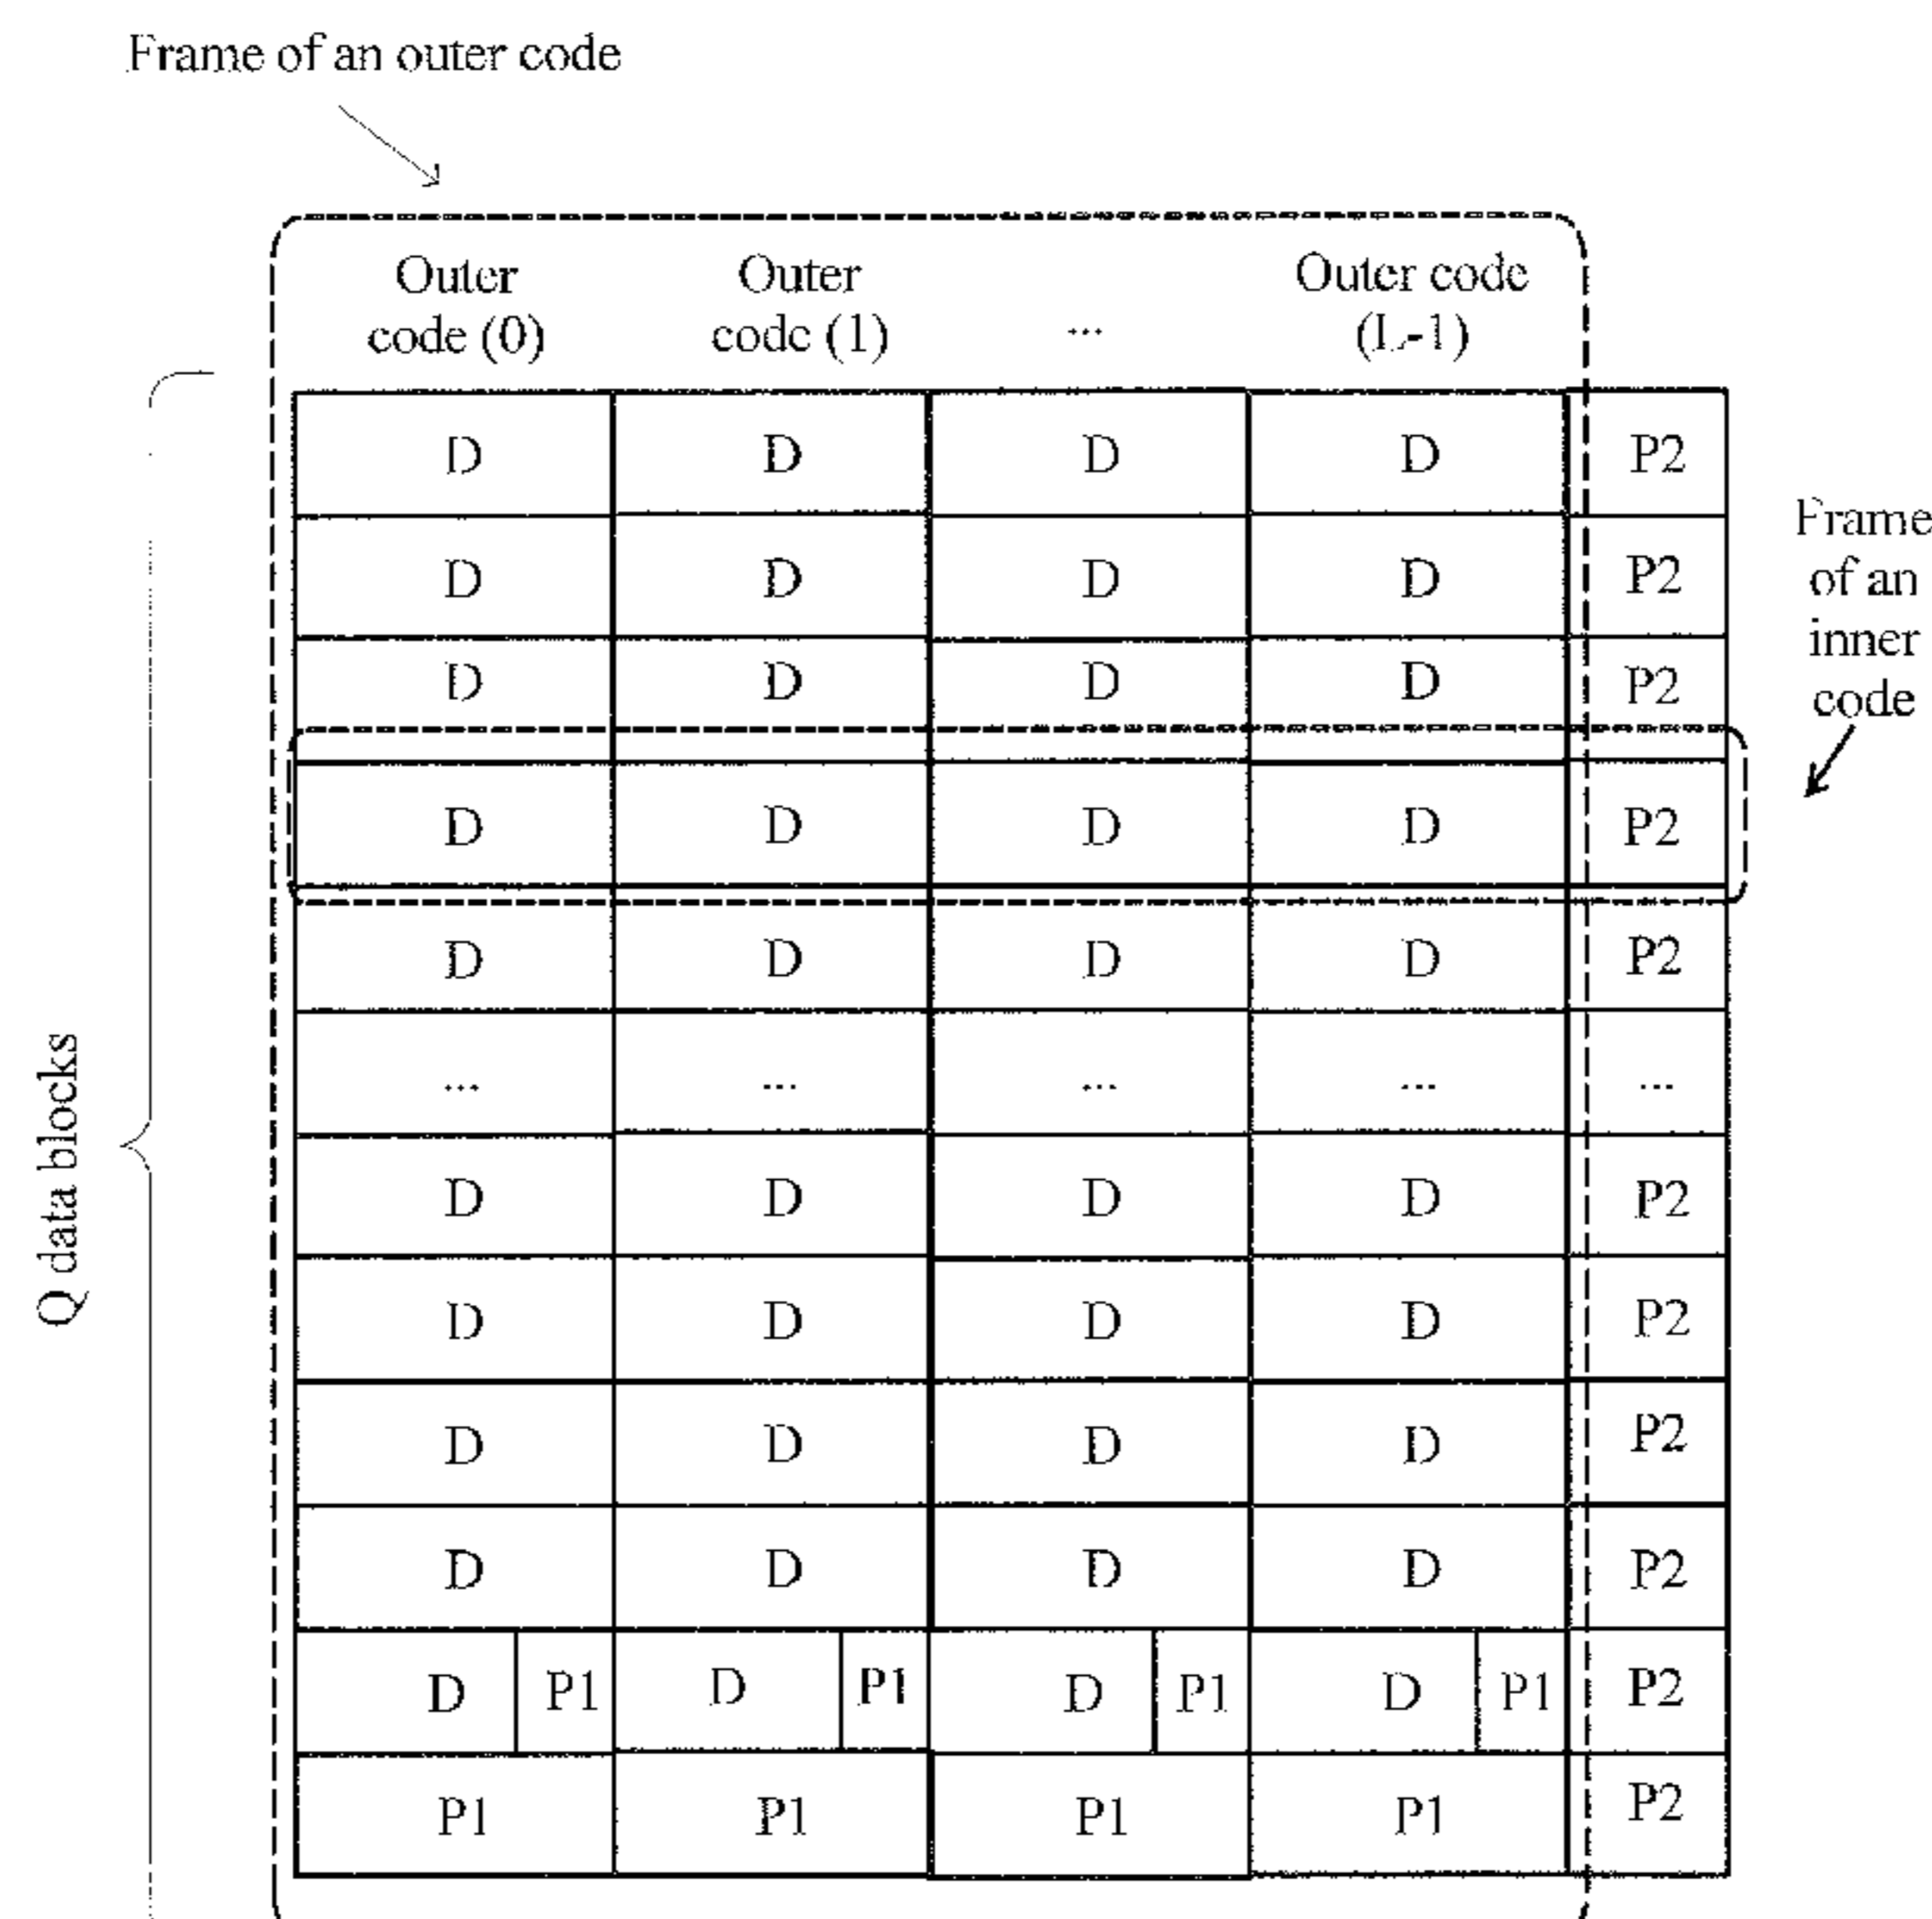 Frame of an outer code
Outer code (0)
Outer code (1)
...
Outer code (L-1)
D D D D P2
D D D D P2
D D D D P2
D D D D P2
D D D D P2
... ... ... ... ...
D D D D P2
D D D D P2
D D D D P2
D D D D P2
D P1 D P1 D P1 D P1 P2
P1 P1 P1 P1 P2
Frame
of an
inner
code
Q data blocks